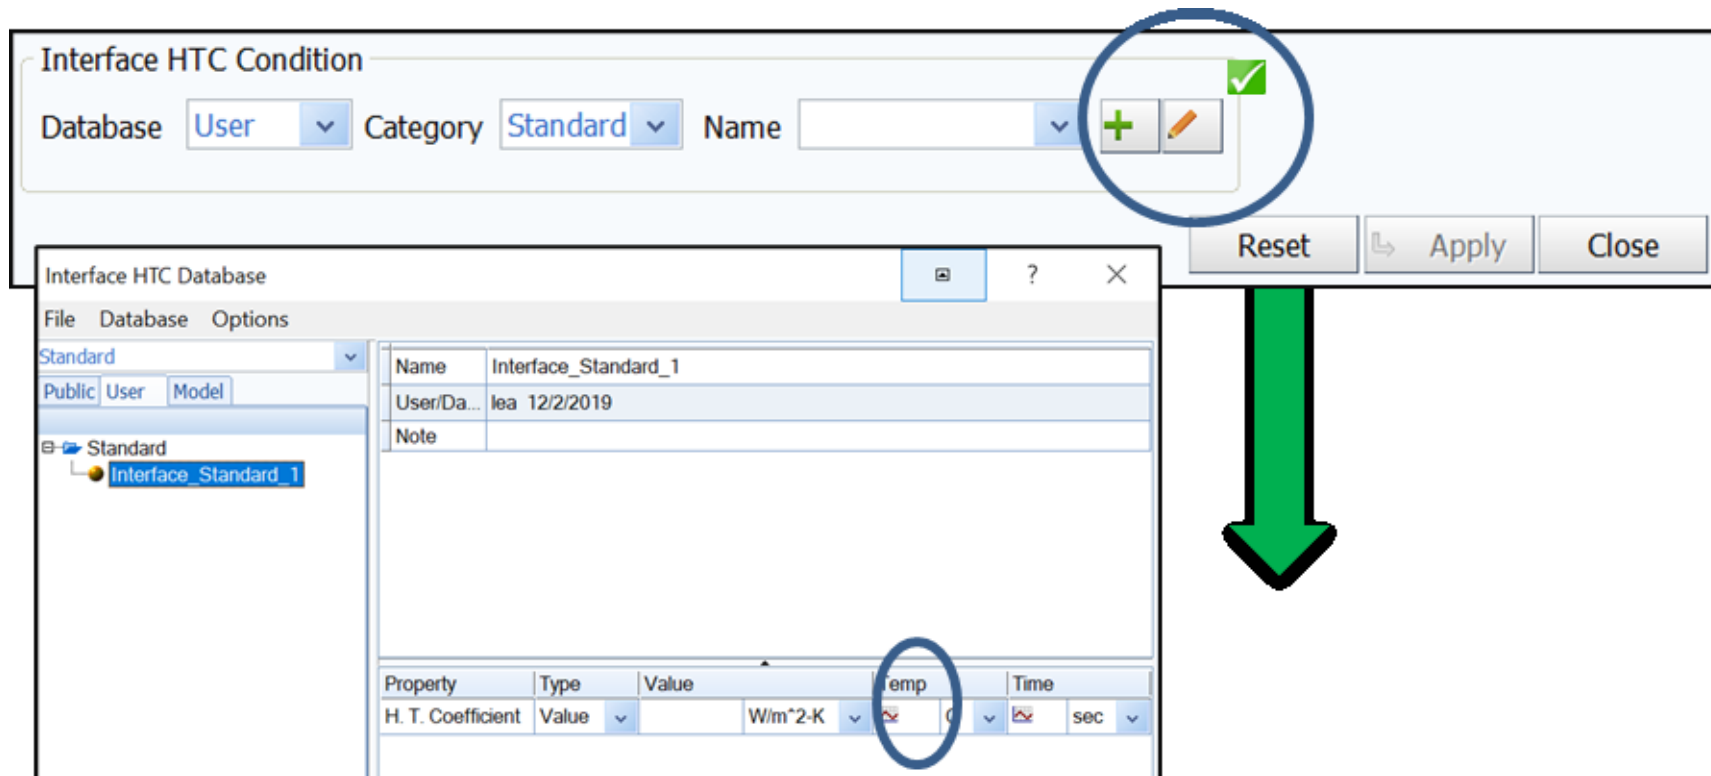 Interface HTC Condition
Database User Category Standard Name
Reset Apply Close
Interface HTC Database ?
File Database Options
Standard
Public User Model
Standard
Interface_Standard_1
Name Interface_Standard_1
User/Da... lea 12/2/2019
Note
Property Type Value Temp Time
H. T. Coefficient Value W/m^2-K C sec